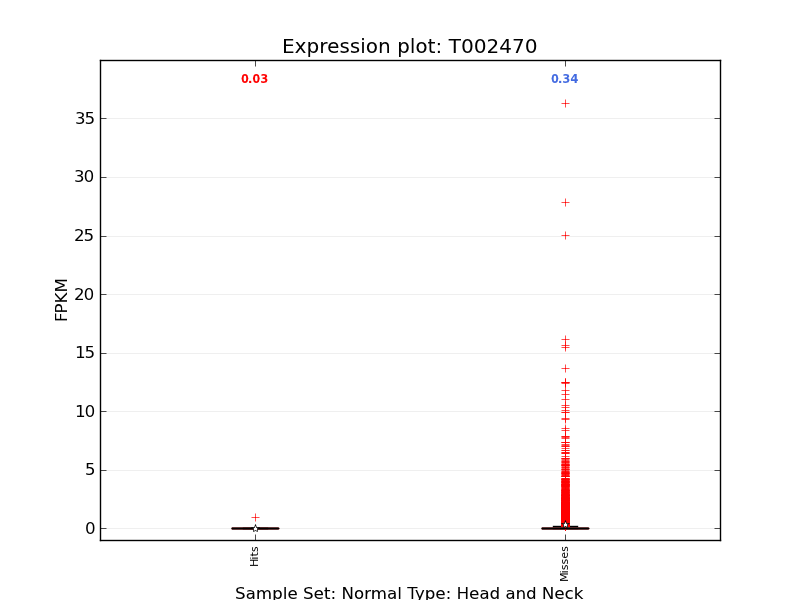 Expression plot: T002470
0.03
0.34
35
30
25
20
15
10
5
0
FPKM
Hits
Misses
Sample Set: Normal Type: Head and Neck